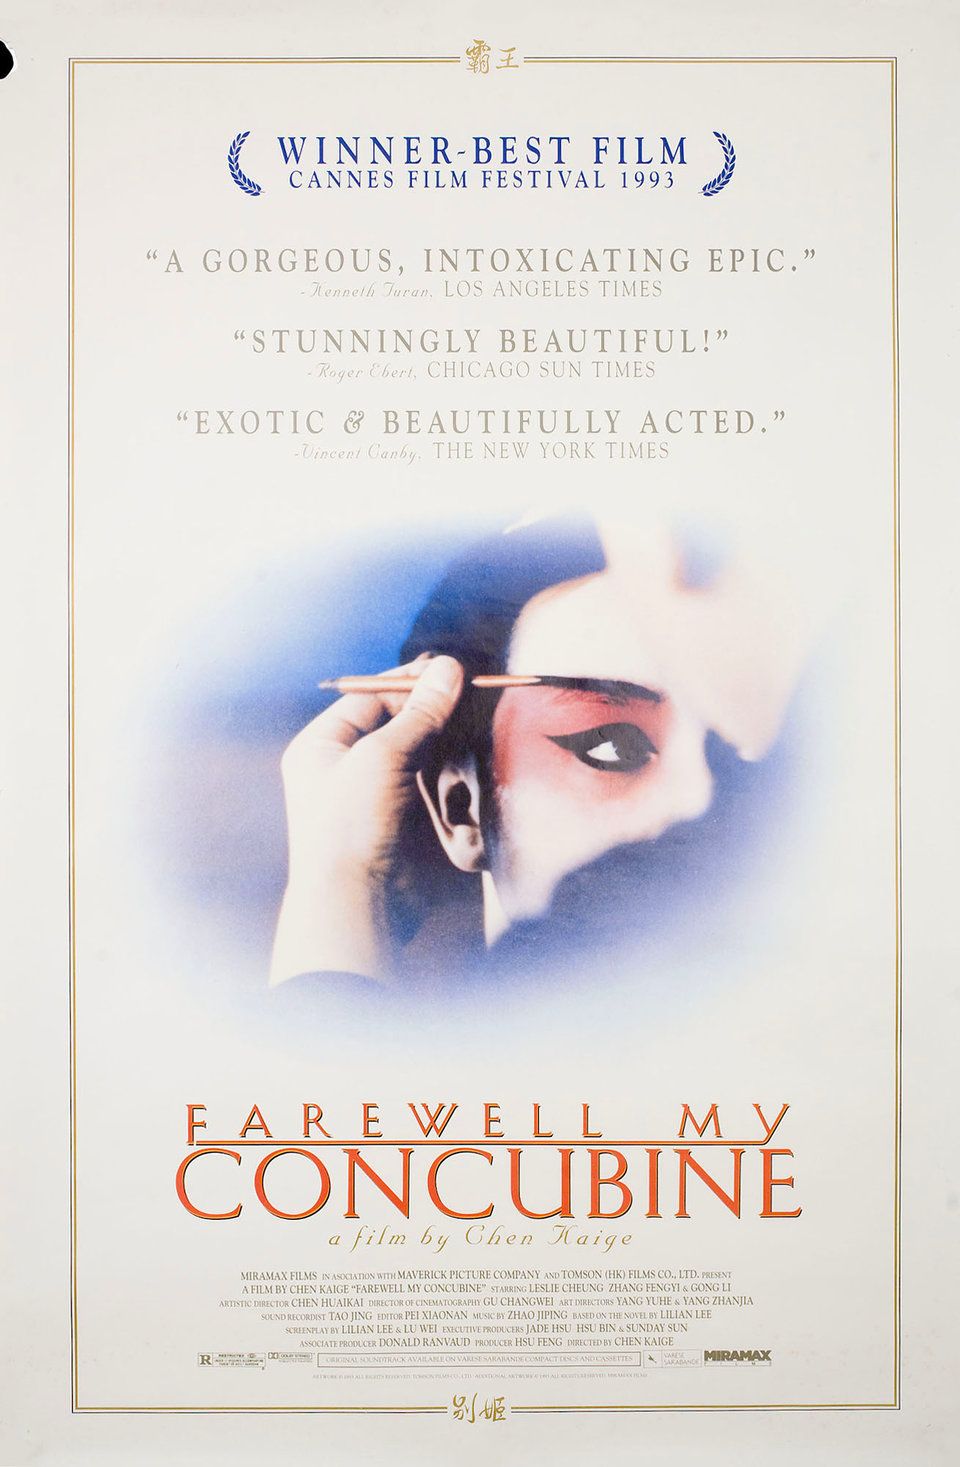 霸王
WINNER-BEST FILM
CANNES FILM FESTIVAL 1993
“A GORGEOUS, INTOXICATING EPIC.”
-Kenneth Turan, LOS ANGELES TIMES
“STUNNINGLY BEAUTIFUL!”
-Roger Ebert, CHICAGO SUN TIMES
“EXOTIC & BEAUTIFULLY ACTED.”
-Vincent Canby, THE NEW YORK TIMES
FAREWELL MY
CONCUBINE
a film by Chen Kaige
MIRAMAX FILMS IN ASOCIATION WITH MAVERICK PICTURE COMPANY AND TOMSON (HK) FILMS CO., LTD. PRESENT
A FILM BY CHEN KAIGE "FAREWELL MY CONCUBINE" STARRING LESLIE CHEUNG ZHANG FENGYI & GONG LI
ARTISTIC DIRECTOR CHEN HUAIKAI DIRECTOR OF CINEMATOGRAPHY GU CHANGWEI ART DIRECTORS YANG YUHE & YANG ZHANJIA
SOUND RECORDIST TAO JING EDITOR PEI XIAONAN MUSIC BY ZHAO JIPING BASED ON THE NOVEL BY LILIAN LEE
SCREENPLAY BY LILIAN LEE & LU WEI EXECUTIVE PRODUCERS JADE HSU HSU BIN & SUNDAY SUN
ASSOCIATE PRODUCER DONALD RANVAUD PRODUCER HSU FENG DIRECTED BY CHEN KAIGE
R RESTRICTED DOLBY STEREO ORIGINAL SOUNDTRACK AVAILABLE ON VARESE SARABANDE COMPACT DISCS AND CASSETTES VARESE SARABANDE MIRAMAX
别姬